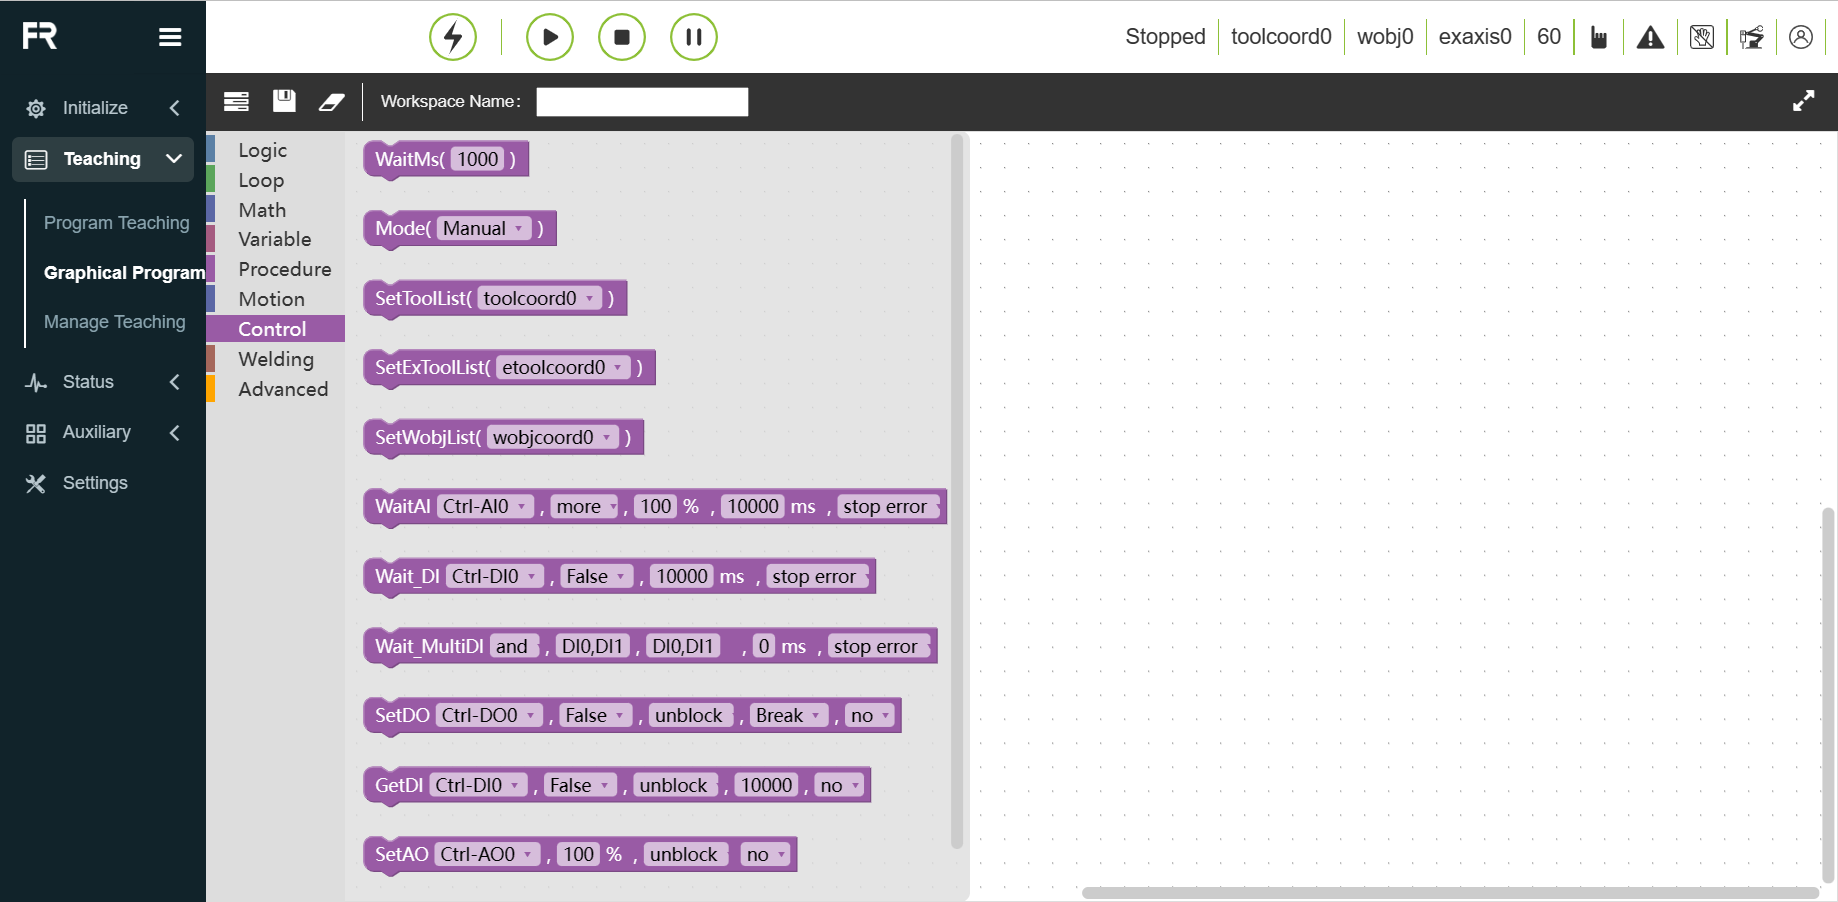 FR
Stopped toolcoord0 wobj0 exaxis0 60
Workspace Name：
Initialize
Teaching
Program Teaching
Graphical Program
Manage Teaching
Status
Auxiliary
Settings
Logic
Loop
Math
Variable
Procedure
Motion
Control
Welding
Advanced
WaitMs( 1000 )
Mode( Manual )
SetToolList( toolcoord0 )
SetExToolList( etoolcoord0 )
SetWobjList( wobjcoord0 )
WaitAI Ctrl-AI0 , more , 100 % , 10000 ms , stop error
Wait_DI Ctrl-DI0 , False , 10000 ms , stop error
Wait_MultiDI and , DI0,DI1 , DI0,DI1 , 0 ms , stop error
SetDO Ctrl-DO0 , False , unblock , Break , no
GetDI Ctrl-DI0 , False , unblock , 10000 , no
SetAO Ctrl-AO0 , 100 % , unblock no